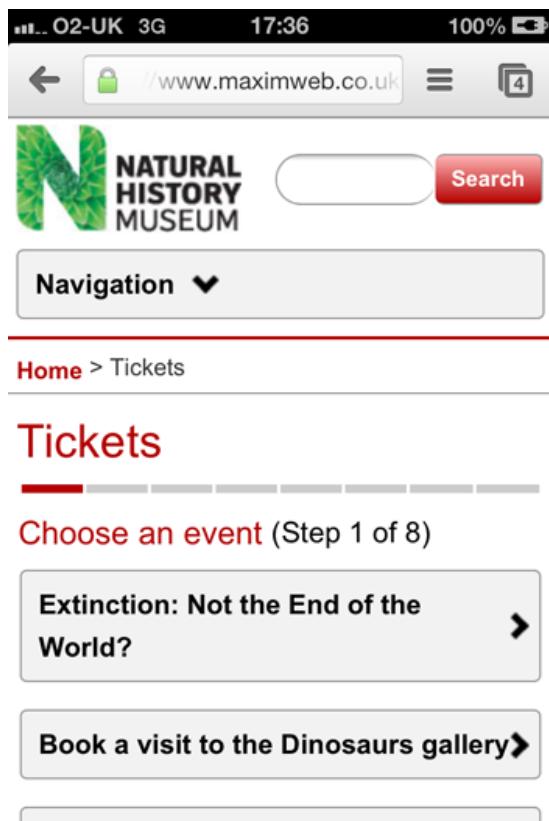 O2-UK 3G 17:36 100%
//www.maximweb.co.uk 4
NATURAL
HISTORY
MUSEUM
Search
Navigation
Home > Tickets
Tickets
Choose an event (Step 1 of 8)
Extinction: Not the End of the
World?
Book a visit to the Dinosaurs gallery